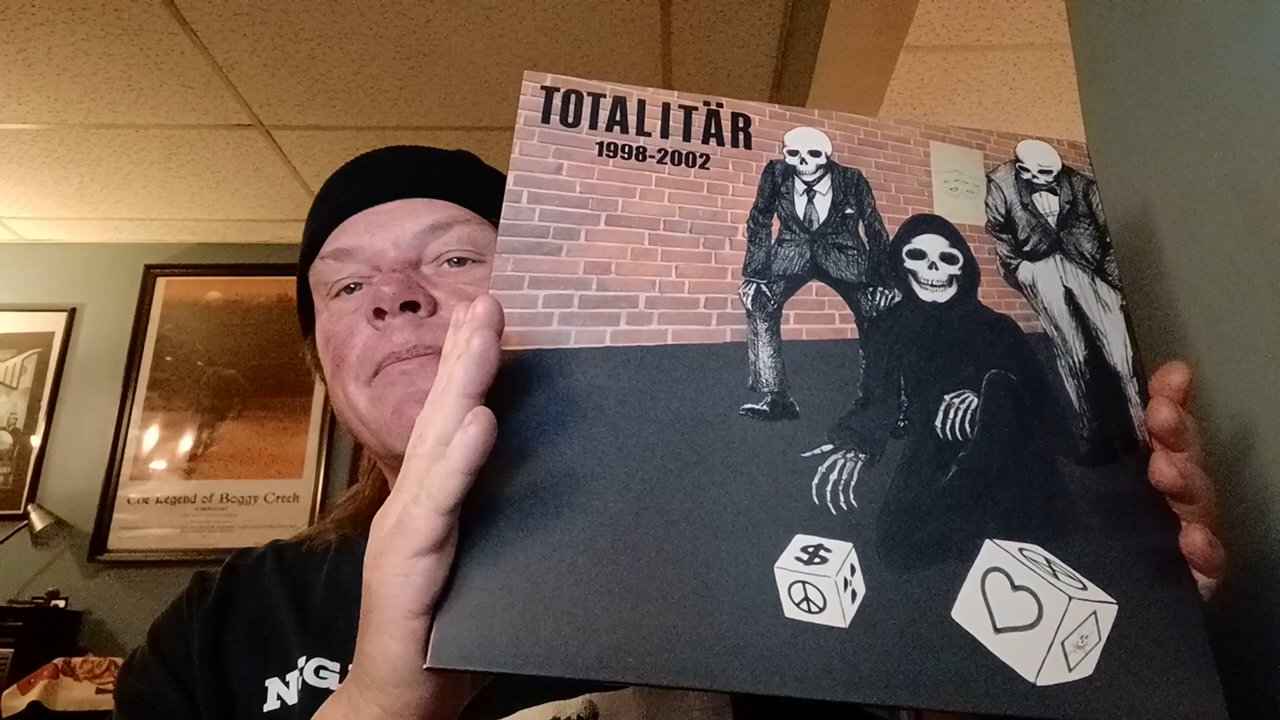 TOTALITÄR
1998-2002
The Legend of Boggy Creek
$